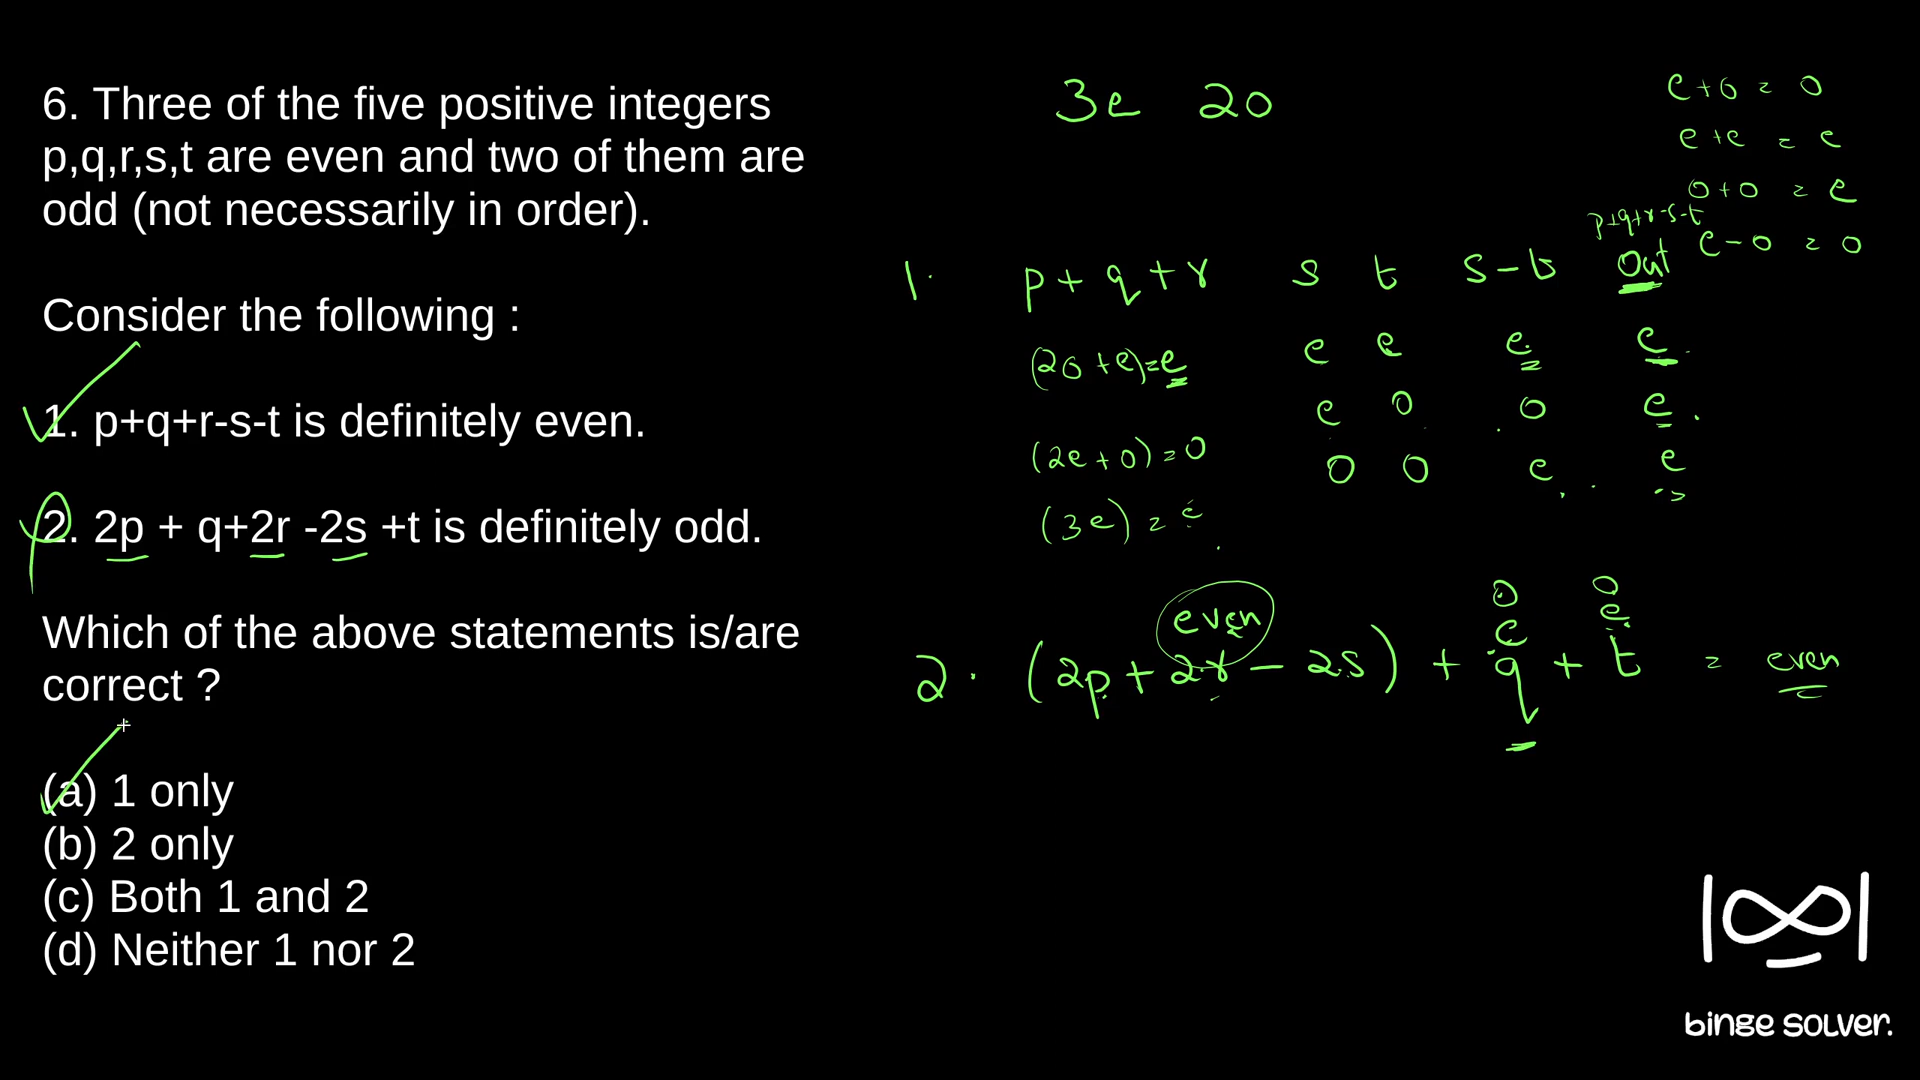 6. Three of the five positive integers
p,q,r,s,t are even and two of them are
odd (not necessarily in order).
Consider the following :
1. p+q+r-s-t is definitely even.
2. 2p + q+2r -2s +t is definitely odd.
Which of the above statements is/are
correct ?
(a) 1 only
(b) 2 only
(c) Both 1 and 2
(d) Neither 1 nor 2
3e 2o
e+o = o
e+e = e
o+o = e
e-o = o
p+q+r-s-t
1. p+q+r s t s-t Out
(2o+e)=e e e e e
e o o e
(2e+o)=o o o e e
(3e)=e
even o o
e e
2. (2p+2r-2s) + q + t = even
binge solver.